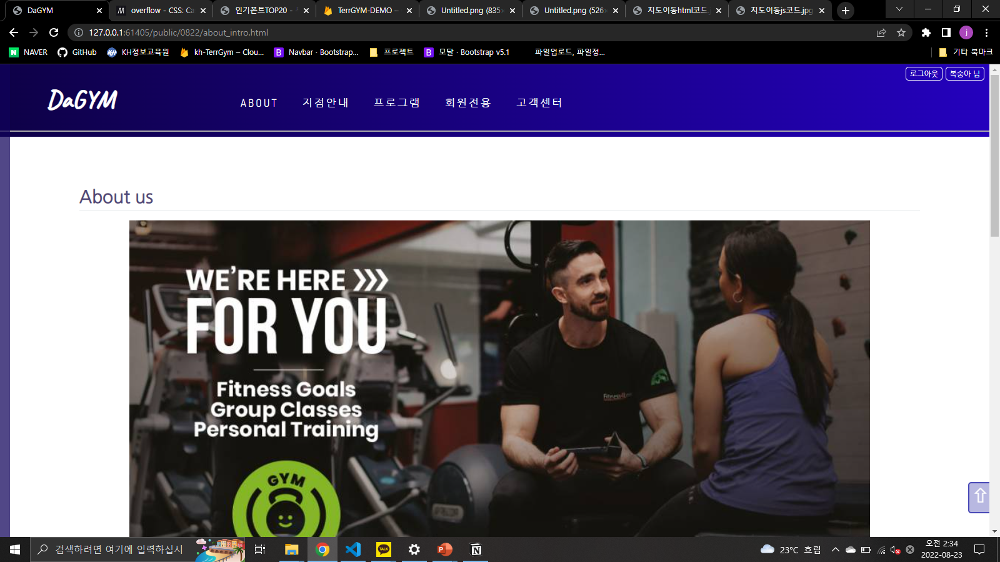 DaGYM
overflow - CSS: Ca
인기폰트TOP20 -
TerrGYM-DEMO –
Untitled.png (835×
Untitled.png (526×
지도이동html코드.j
지도이동js코드.jpg
127.0.0.1:61405/public/0822/about_intro.html
j
NAVER
GitHub
KH정보교육원
kh-TerrGym – Clou...
Navbar · Bootstrap...
프로젝트
모달 · Bootstrap v5.1
파일업로드, 파일정...
기타 북마크
로그아웃
복숭아 님
DaGYM
ABOUT
지점안내
프로그램
회원전용
고객센터
About us
WE'RE HERE
FOR YOU
Fitness Goals
Group Classes
Personal Training
GYM
검색하려면 여기에 입력하십시
23°C 흐림
오전 2:34
2022-08-23